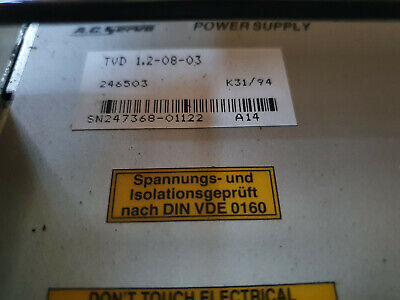 A.C. Servo POWER SUPPLY
TVD 1.2-08-03
246503 K31/94
SN247368-01122 A14
Spannungs- und
Isolationsgeprüft
nach DIN VDE 0160
DON'T TOUCH ELECTRICAL